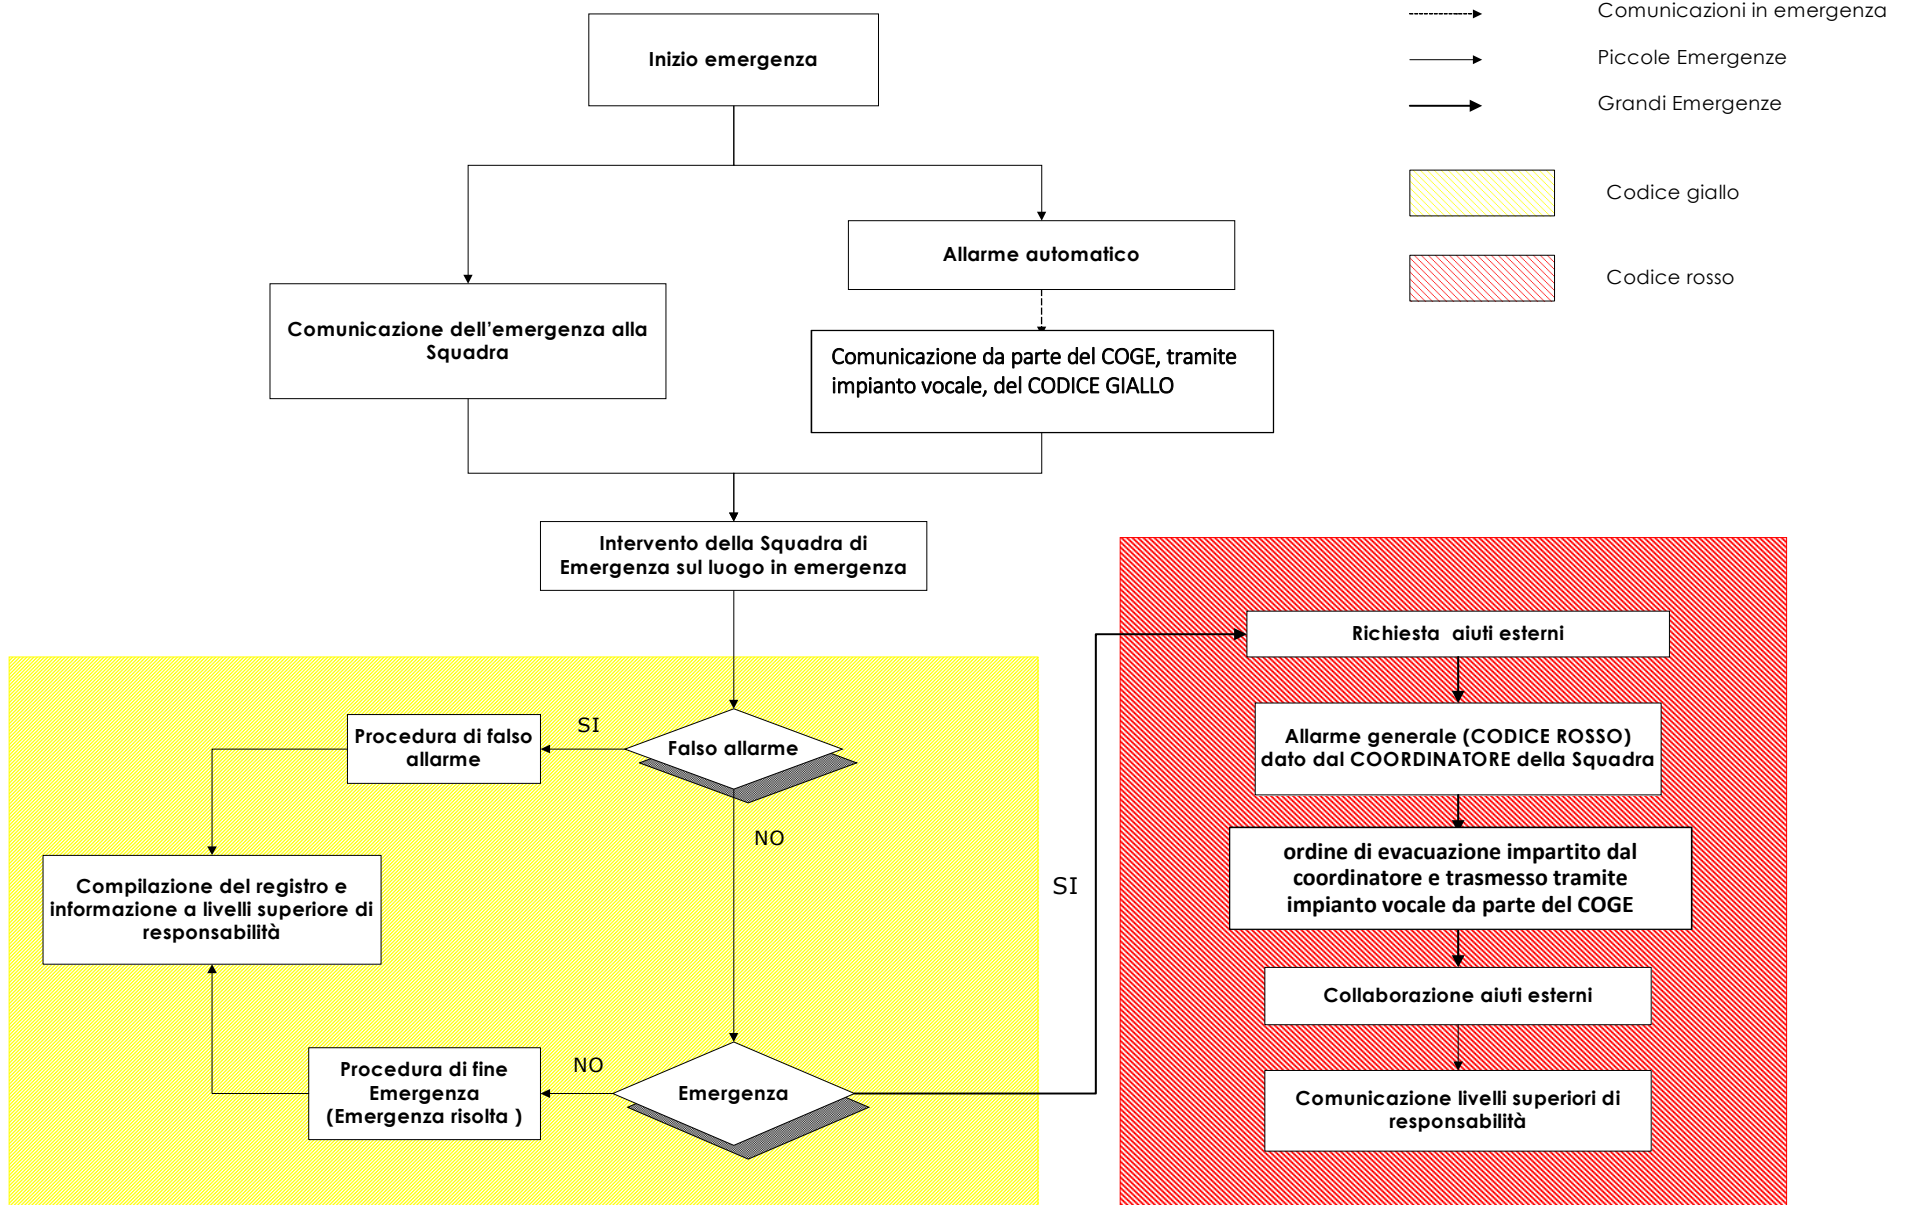 Comunicazioni in emergenza
Piccole Emergenze
Grandi Emergenze
Codice giallo
Codice rosso
Inizio emergenza
Allarme automatico
Comunicazione dell’emergenza alla
Squadra
Comunicazione da parte del COGE, tramite
impianto vocale, del CODICE GIALLO
Intervento della Squadra di
Emergenza sul luogo in emergenza
Falso allarme
SI
Procedura di falso
allarme
NO
Compilazione del registro e
informazione a livelli superiore di
responsabilità
Emergenza
NO
Procedura di fine
Emergenza
(Emergenza risolta )
SI
Richiesta  aiuti esterni
Allarme generale (CODICE ROSSO)
dato dal COORDINATORE della Squadra
ordine di evacuazione impartito dal
coordinatore e trasmesso tramite
impianto vocale da parte del COGE
Collaborazione aiuti esterni
Comunicazione livelli superiori di
responsabilità